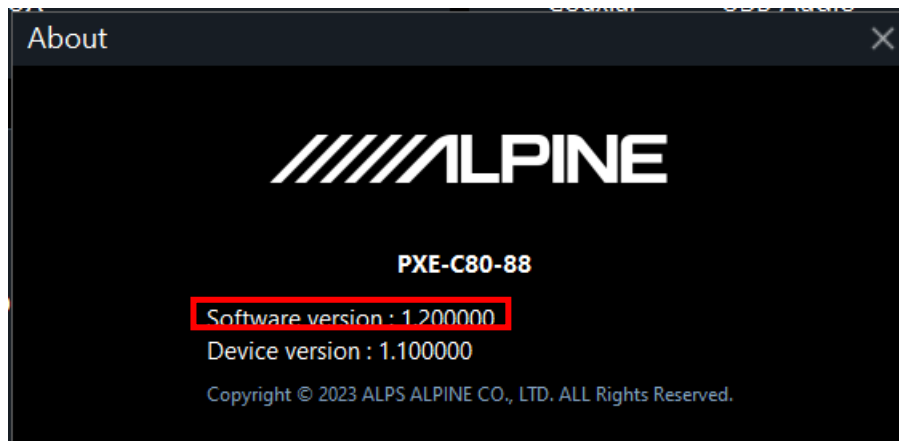 About
ALPINE
PXE-C80-88
Software version : 1.200000
Device version : 1.100000
Copyright © 2023 ALPS ALPINE CO., LTD. ALL Rights Reserved.